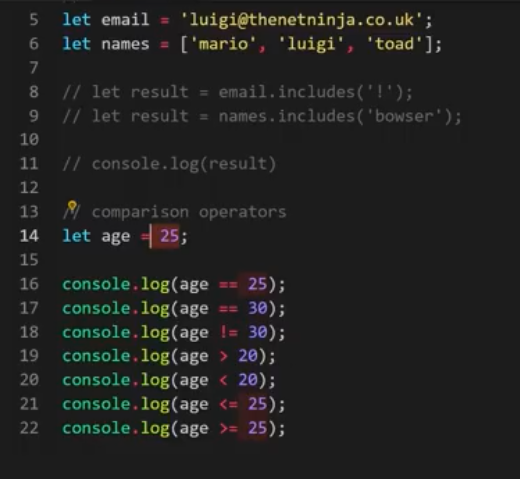 5 let email = 'luigi@thenetninja.co.uk';
6 let names = ['mario', 'luigi', 'toad'];
7
8 // let result = email.includes('!');
9 // let result = names.includes('bowser');
10
11 // console.log(result)
12
13 // comparison operators
14 let age = 25;
15
16 console.log(age == 25);
17 console.log(age == 30);
18 console.log(age != 30);
19 console.log(age > 20);
20 console.log(age < 20);
21 console.log(age <= 25);
22 console.log(age >= 25);